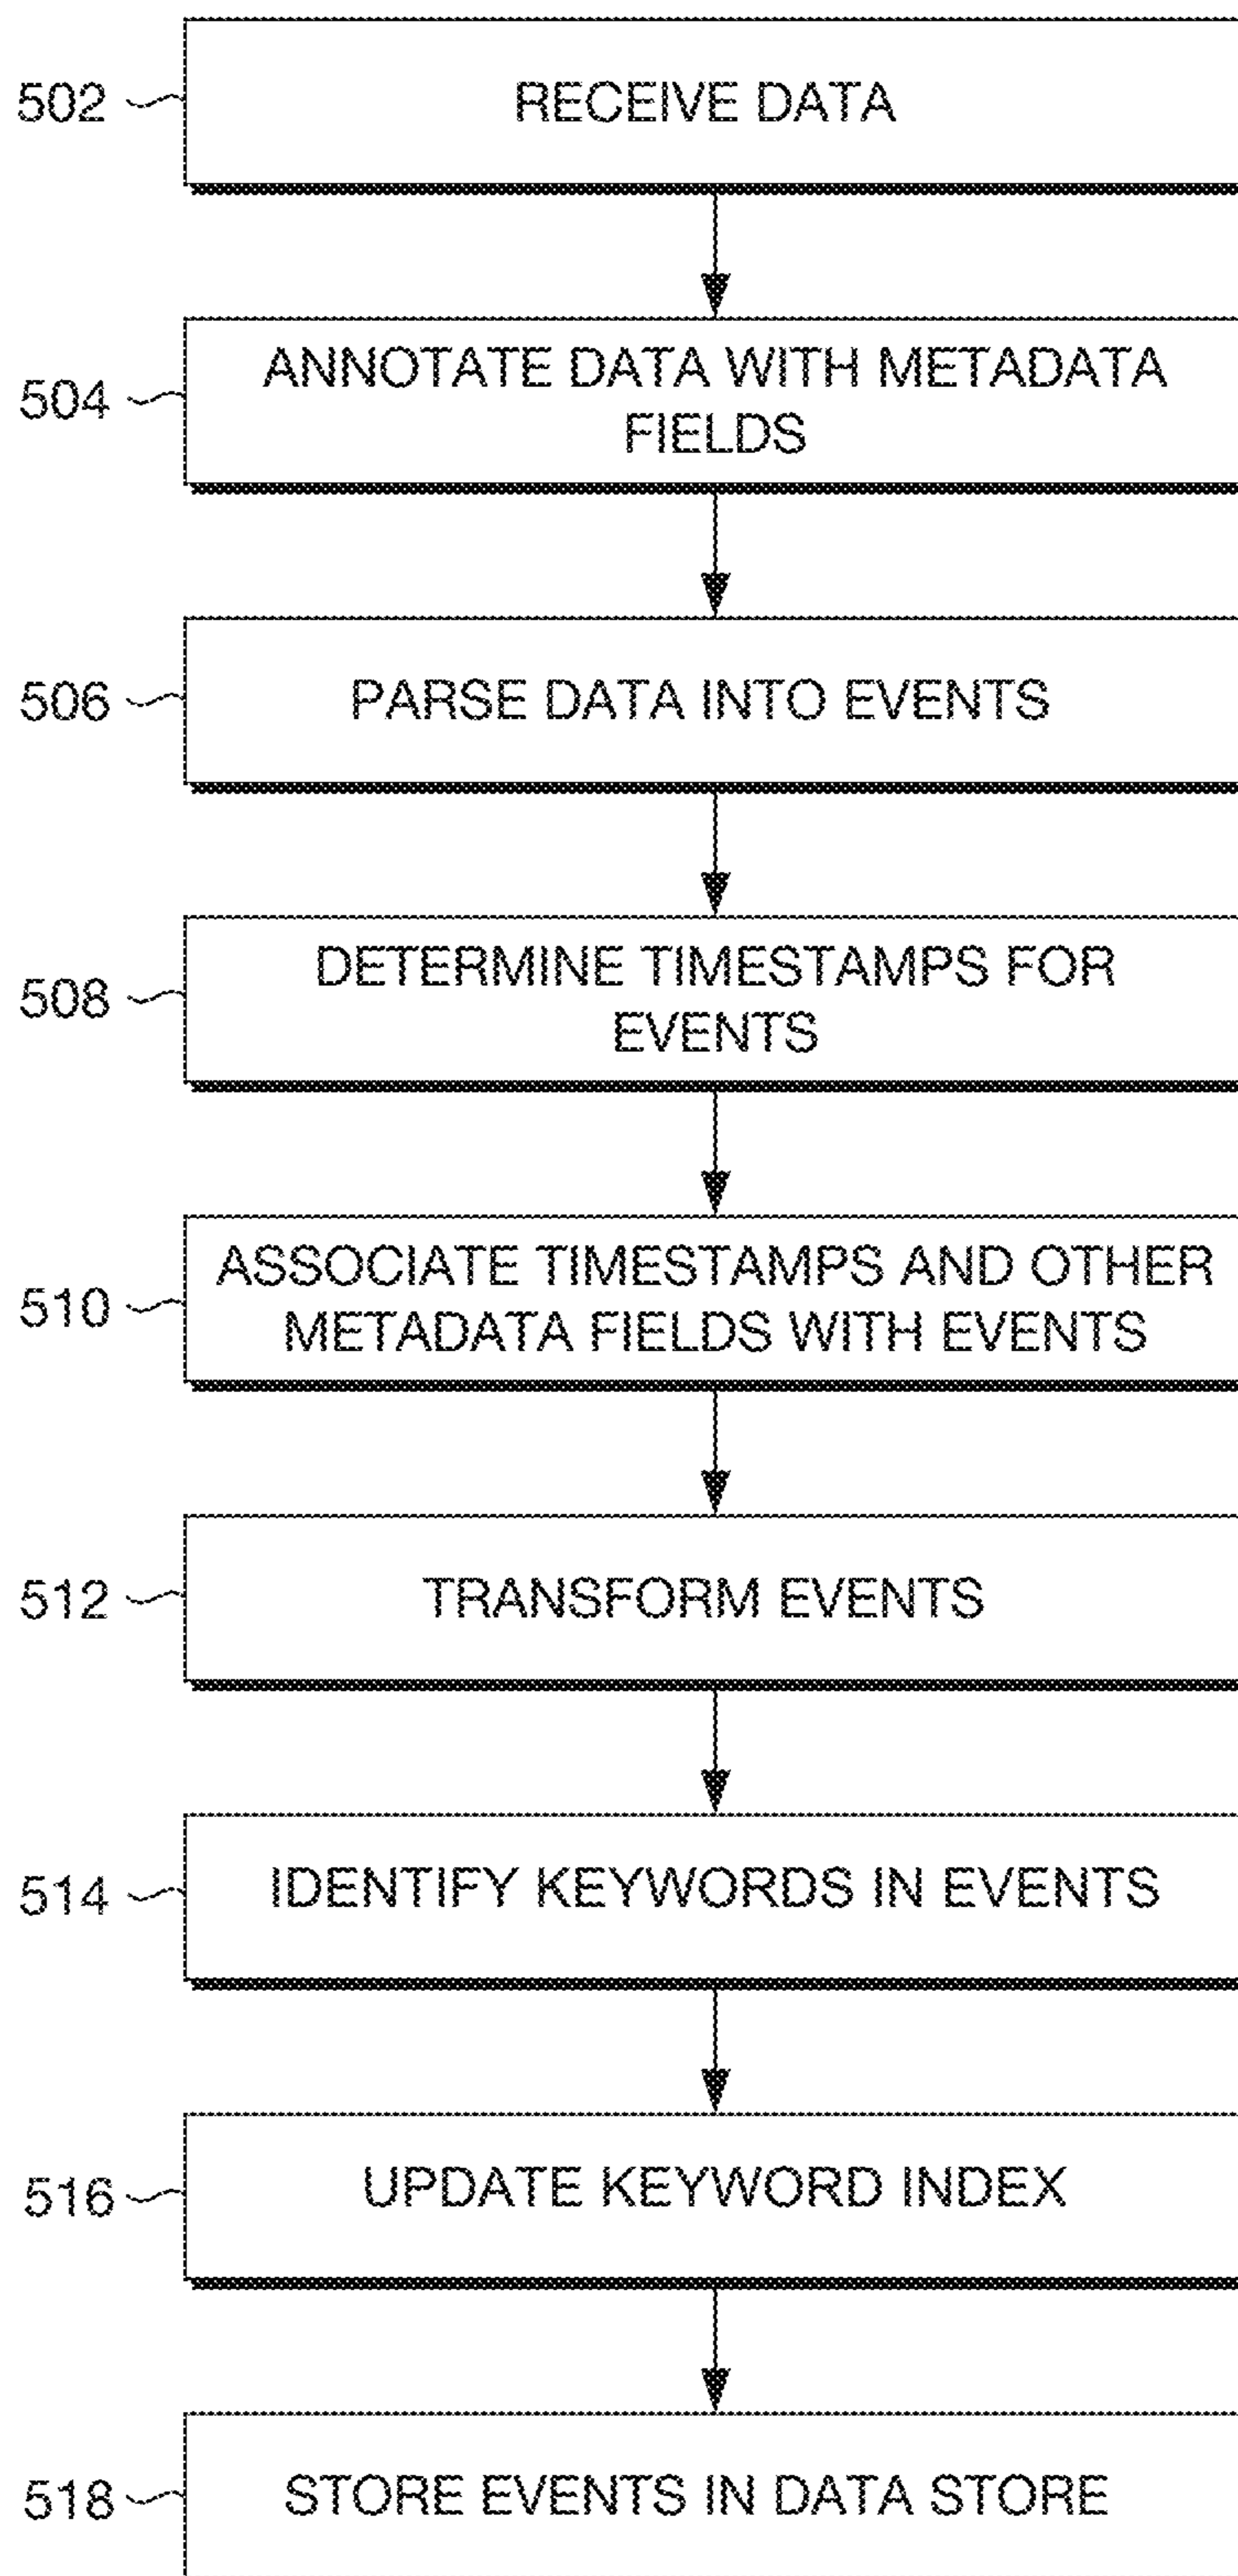 502
RECEIVE DATA
504
ANNOTATE DATA WITH METADATA
FIELDS
506
PARSE DATA INTO EVENTS
508
DETERMINE TIMESTAMPS FOR
EVENTS
510
ASSOCIATE TIMESTAMPS AND OTHER
METADATA FIELDS WITH EVENTS
512
TRANSFORM EVENTS
514
IDENTIFY KEYWORDS IN EVENTS
516
UPDATE KEYWORD INDEX
518
STORE EVENTS IN DATA STORE